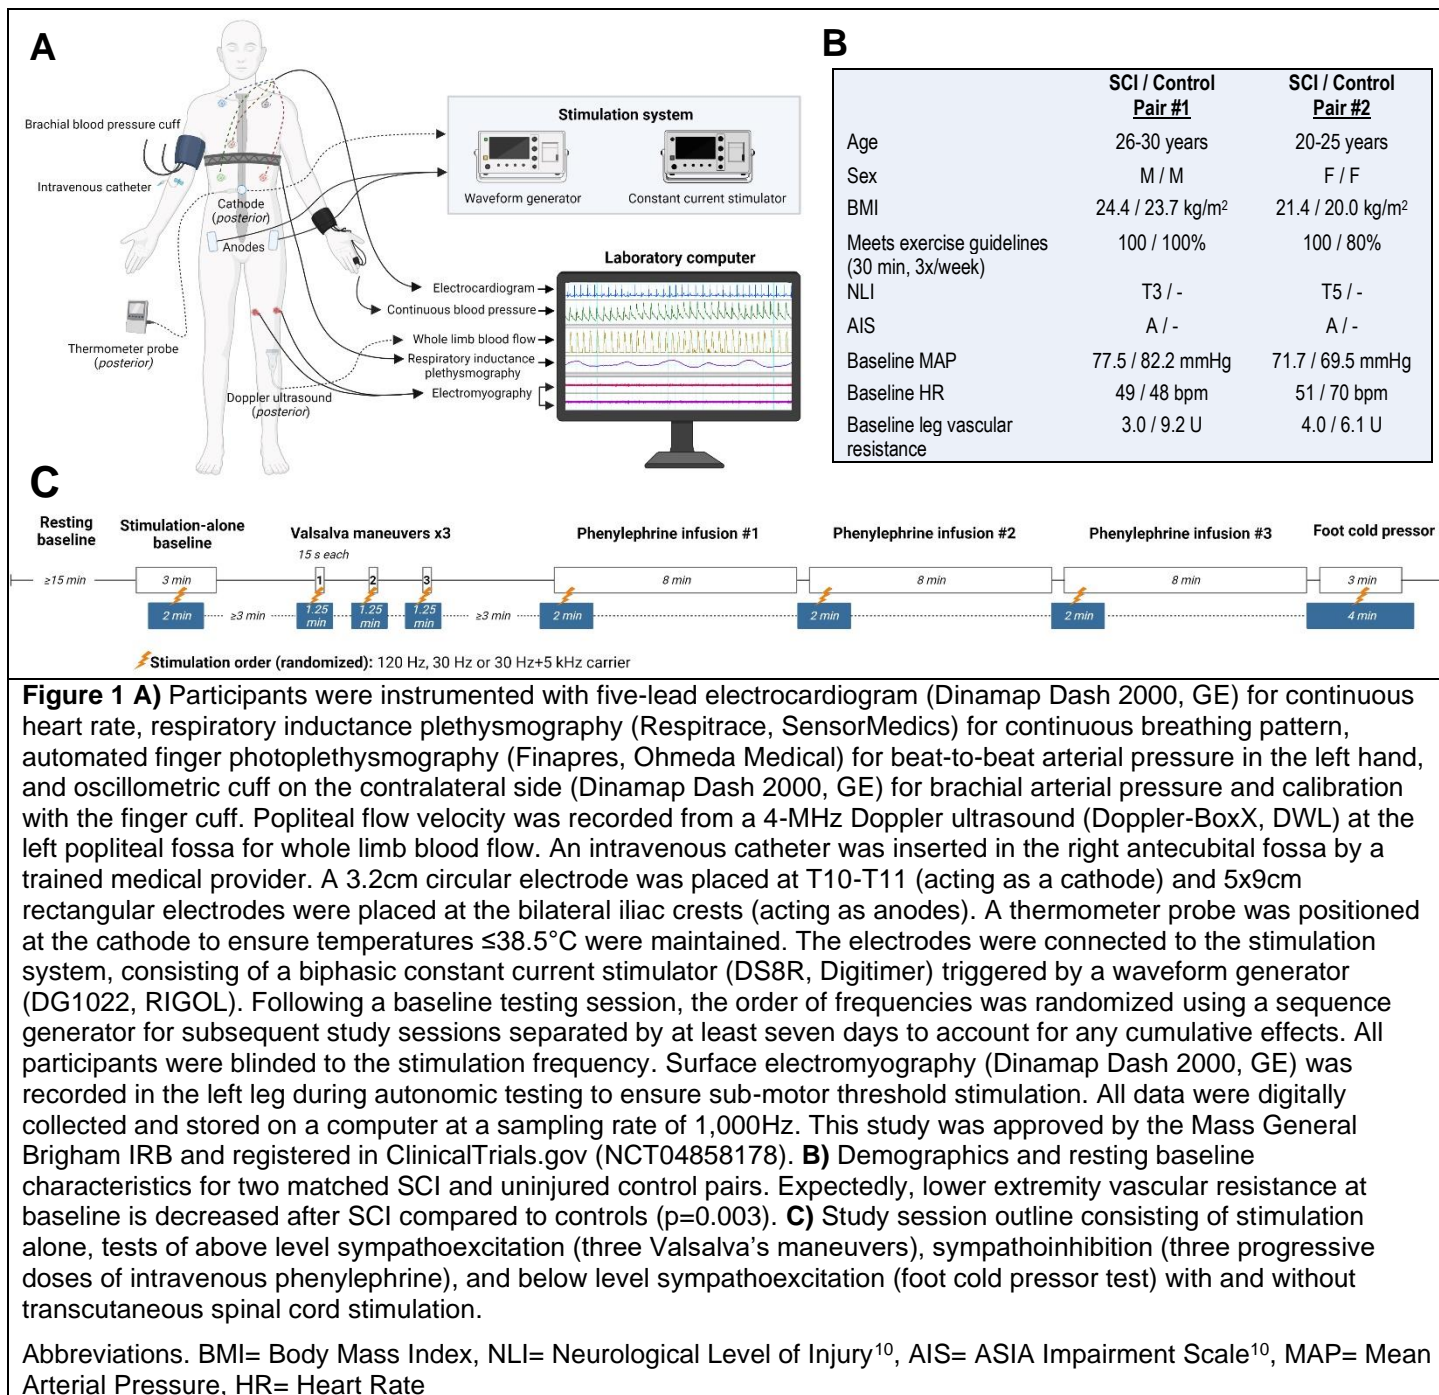 A
Brachial blood pressure cuff
Intravenous catheter
Cathode
(posterior)
Anodes
Thermometer probe
(posterior)
Doppler ultrasound
(posterior)
Stimulation system
Waveform generator
Constant current stimulator
Laboratory computer
Electrocardiogram
Continuous blood pressure
Whole limb blood flow
Respiratory inductance
plethysmography
Electromyography
B
SCI / Control SCI / Control
Pair #1 Pair #2
Age 26-30 years 20-25 years
Sex M / M F / F
BMI 24.4 / 23.7 kg/m² 21.4 / 20.0 kg/m²
Meets exercise guidelines 100 / 100% 100 / 80%
(30 min, 3x/week)
NLI T3 / - T5 / -
AIS A / - A / -
Baseline MAP 77.5 / 82.2 mmHg 71.7 / 69.5 mmHg
Baseline HR 49 / 48 bpm 51 / 70 bpm
Baseline leg vascular 3.0 / 9.2 U 4.0 / 6.1 U
resistance
C
Resting
baseline
Stimulation-alone
baseline
Valsalva maneuvers x3
15 s each
Phenylephrine infusion #1
Phenylephrine infusion #2
Phenylephrine infusion #3
Foot cold pressor
≥15 min 3 min 1 2 3 8 min 8 min 8 min 3 min
2 min ≥3 min 1.25 min 1.25 min 1.25 min ≥3 min 2 min 2 min 2 min 4 min
Stimulation order (randomized): 120 Hz, 30 Hz or 30 Hz+5 kHz carrier
Figure 1 A) Participants were instrumented with five-lead electrocardiogram (Dinamap Dash 2000, GE) for continuous
heart rate, respiratory inductance plethysmography (Respitrace, SensorMedics) for continuous breathing pattern,
automated finger photoplethysmography (Finapres, Ohmeda Medical) for beat-to-beat arterial pressure in the left hand,
and oscillometric cuff on the contralateral side (Dinamap Dash 2000, GE) for brachial arterial pressure and calibration
with the finger cuff. Popliteal flow velocity was recorded from a 4-MHz Doppler ultrasound (Doppler-BoxX, DWL) at the
left popliteal fossa for whole limb blood flow. An intravenous catheter was inserted in the right antecubital fossa by a
trained medical provider. A 3.2cm circular electrode was placed at T10-T11 (acting as a cathode) and 5x9cm
rectangular electrodes were placed at the bilateral iliac crests (acting as anodes). A thermometer probe was positioned
at the cathode to ensure temperatures ≤38.5°C were maintained. The electrodes were connected to the stimulation
system, consisting of a biphasic constant current stimulator (DS8R, Digitimer) triggered by a waveform generator
(DG1022, RIGOL). Following a baseline testing session, the order of frequencies was randomized using a sequence
generator for subsequent study sessions separated by at least seven days to account for any cumulative effects. All
participants were blinded to the stimulation frequency. Surface electromyography (Dinamap Dash 2000, GE) was
recorded in the left leg during autonomic testing to ensure sub-motor threshold stimulation. All data were digitally
collected and stored on a computer at a sampling rate of 1,000Hz. This study was approved by the Mass General
Brigham IRB and registered in ClinicalTrials.gov (NCT04858178). B) Demographics and resting baseline
characteristics for two matched SCI and uninjured control pairs. Expectedly, lower extremity vascular resistance at
baseline is decreased after SCI compared to controls (p=0.003). C) Study session outline consisting of stimulation
alone, tests of above level sympathoexcitation (three Valsalva's maneuvers), sympathoinhibition (three progressive
doses of intravenous phenylephrine), and below level sympathoexcitation (foot cold pressor test) with and without
transcutaneous spinal cord stimulation.
Abbreviations. BMI= Body Mass Index, NLI= Neurological Level of Injury¹⁰, AIS= ASIA Impairment Scale¹⁰, MAP= Mean
Arterial Pressure, HR= Heart Rate